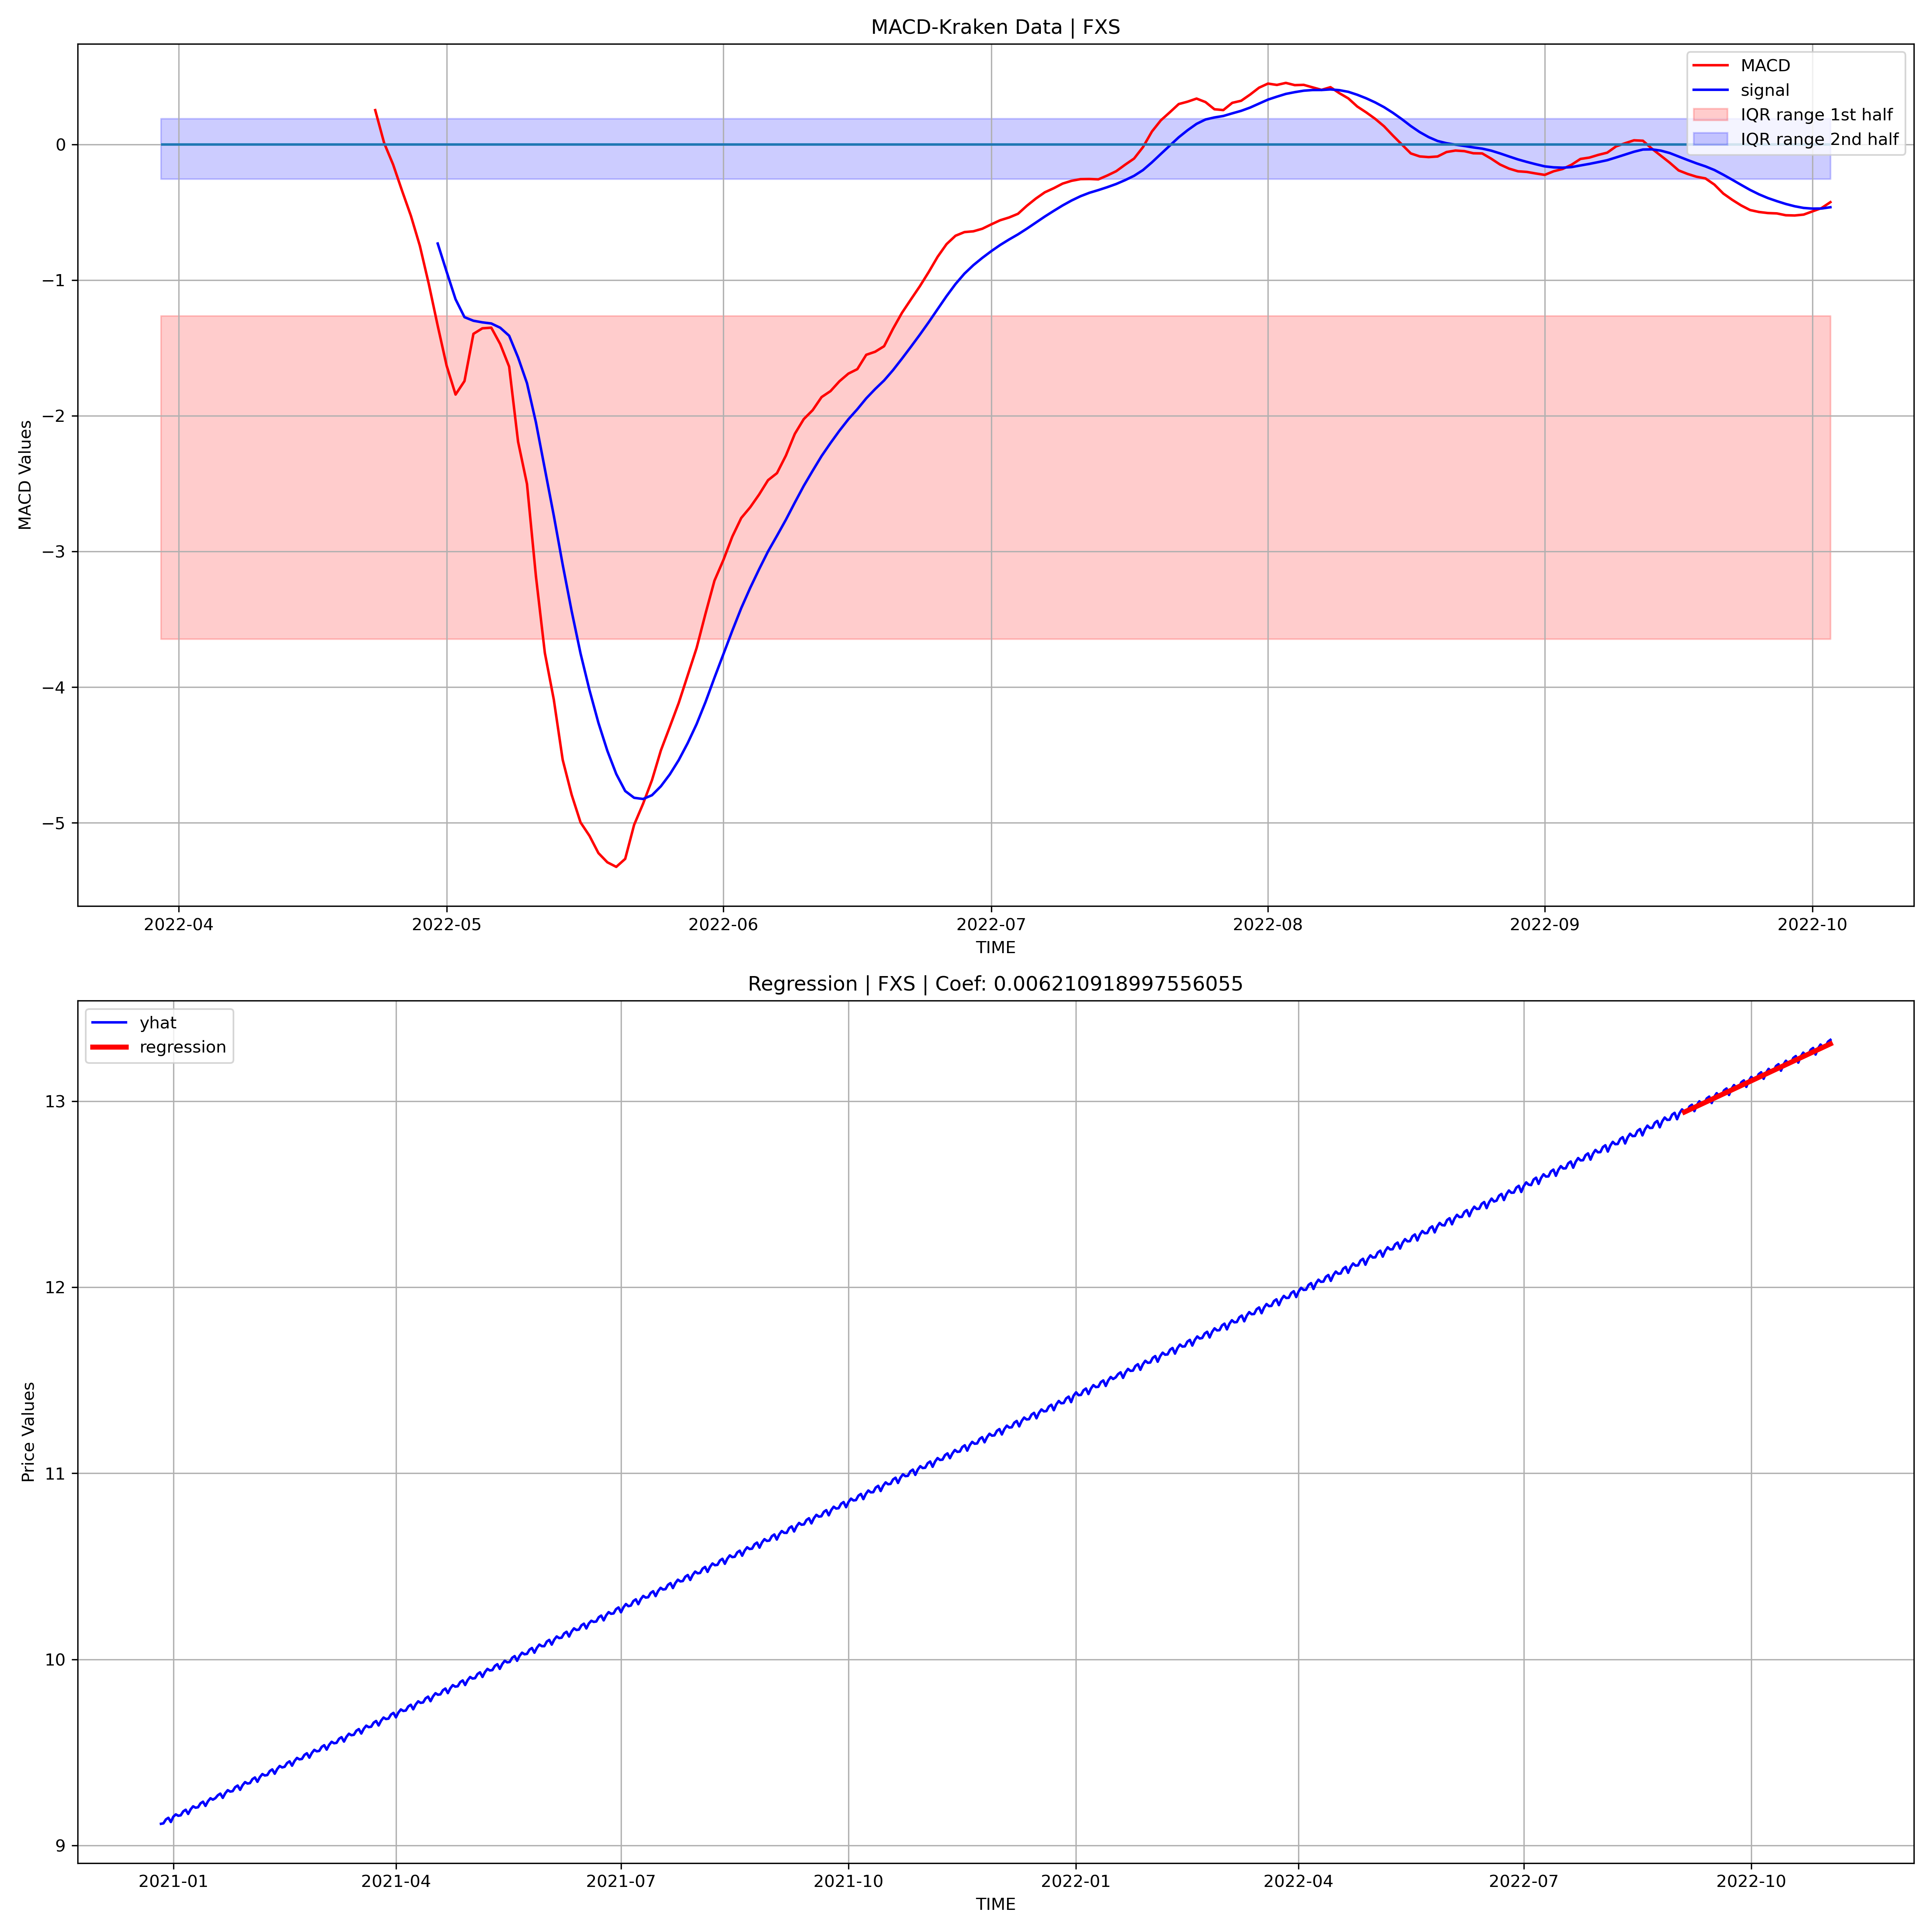 MACD-Kraken Data | FXS
MACD
signal
IQR range 1st half
IQR range 2nd half
0
−1
−2
−3
−4
−5
MACD Values
2022-04 2022-05 2022-06 2022-07 2022-08 2022-09 2022-10
TIME
Regression | FXS | Coef: 0.006210918997556055
yhat
regression
13
12
11
10
9
Price Values
2021-01 2021-04 2021-07 2021-10 2022-01 2022-04 2022-07 2022-10
TIME